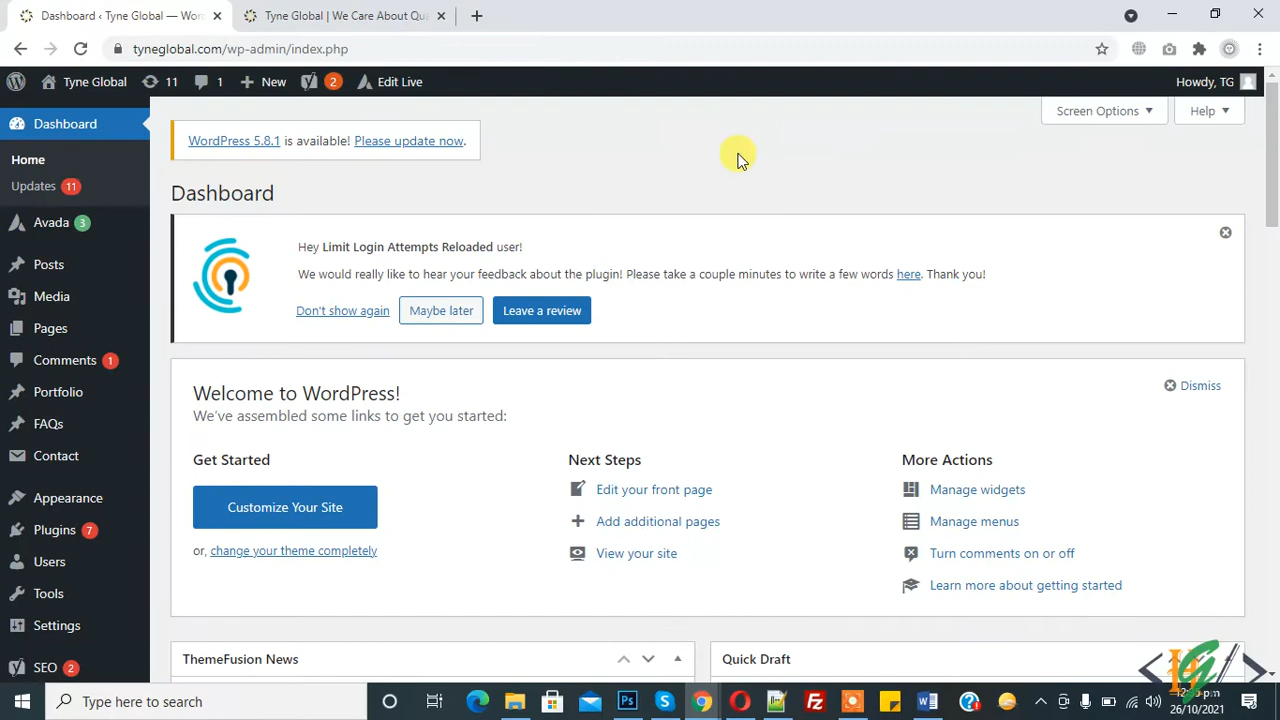 Dashboard ‹ Tyne Global — Wor
Tyne Global | We Care About Qua
tyneglobal.com/wp-admin/index.php
Tyne Global
11
1
New
2
Edit Live
Howdy, TG
Screen Options
Help
Dashboard
Home
Updates 11
Avada 3
Posts
Media
Pages
Comments 1
Portfolio
FAQs
Contact
Appearance
Plugins 7
Users
Tools
Settings
SEO 2
WordPress 5.8.1 is available! Please update now.
Dashboard
Hey Limit Login Attempts Reloaded user!
We would really like to hear your feedback about the plugin! Please take a couple minutes to write a few words here. Thank you!
Don't show again
Maybe later
Leave a review
Welcome to WordPress!
We've assembled some links to get you started:
Dismiss
Get Started
Customize Your Site
or, change your theme completely
Next Steps
Edit your front page
Add additional pages
View your site
More Actions
Manage widgets
Manage menus
Turn comments on or off
Learn more about getting started
ThemeFusion News
Quick Draft
Type here to search
26/10/2021